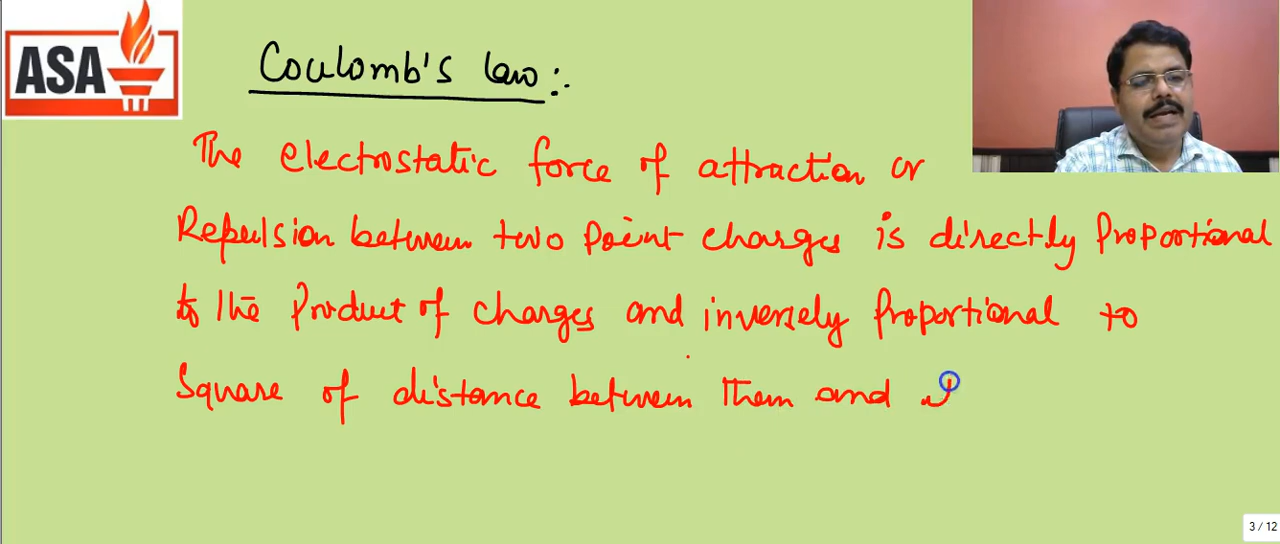 ASA
Coulomb's law:-
The electrostatic force of attraction or
Repulsion between two point charges is directly proportional
to the product of charges and inversely proportional to
Square of distance between them and
3 / 12